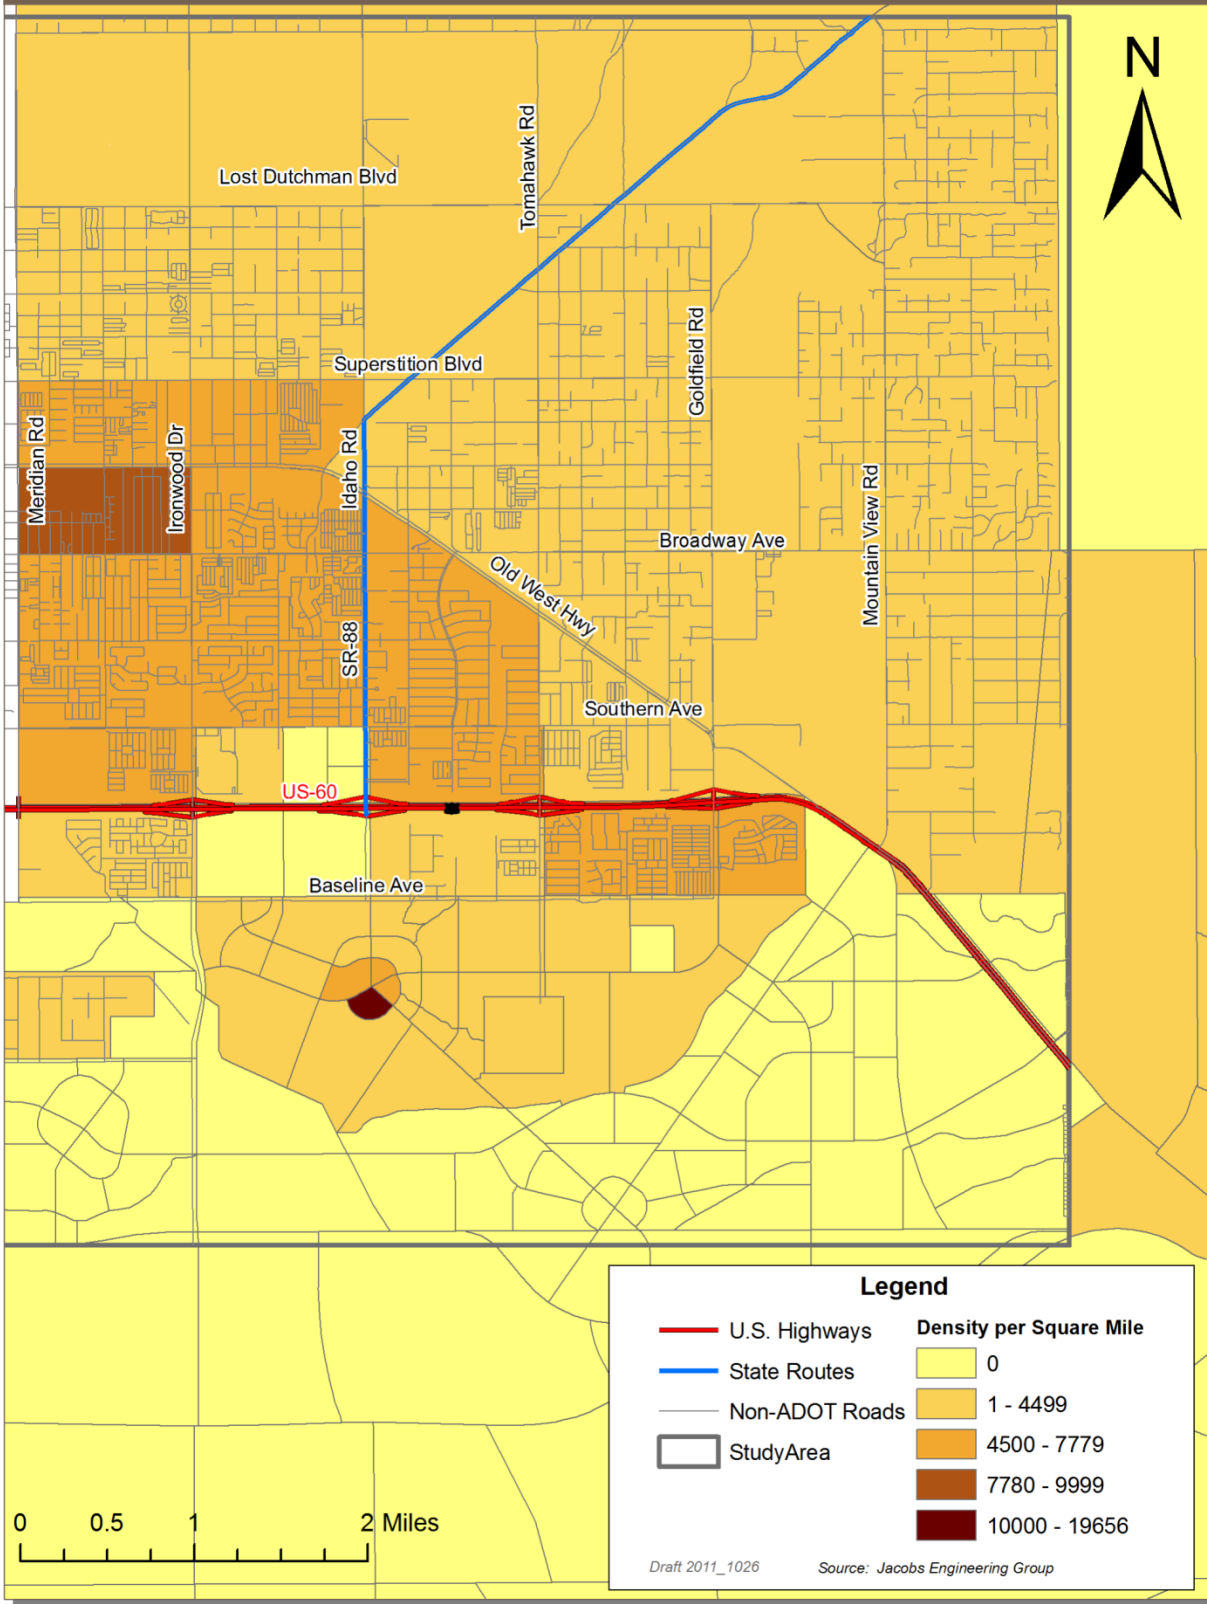 N
Tomahawk Rd
Lost Dutchman Blvd
Goldfield Rd
Superstition Blvd
Meridian Rd
Ironwood Dr
Idaho Rd
Mountain View Rd
Broadway Ave
Old West Hwy
SR-88
Southern Ave
US-60
Baseline Ave
Legend
U.S. Highways
State Routes
Non-ADOT Roads
StudyArea
Density per Square Mile
0
1 - 4499
4500 - 7779
7780 - 9999
10000 - 19656
0 0.5 1 2 Miles
Draft 2011_1026
Source: Jacobs Engineering Group